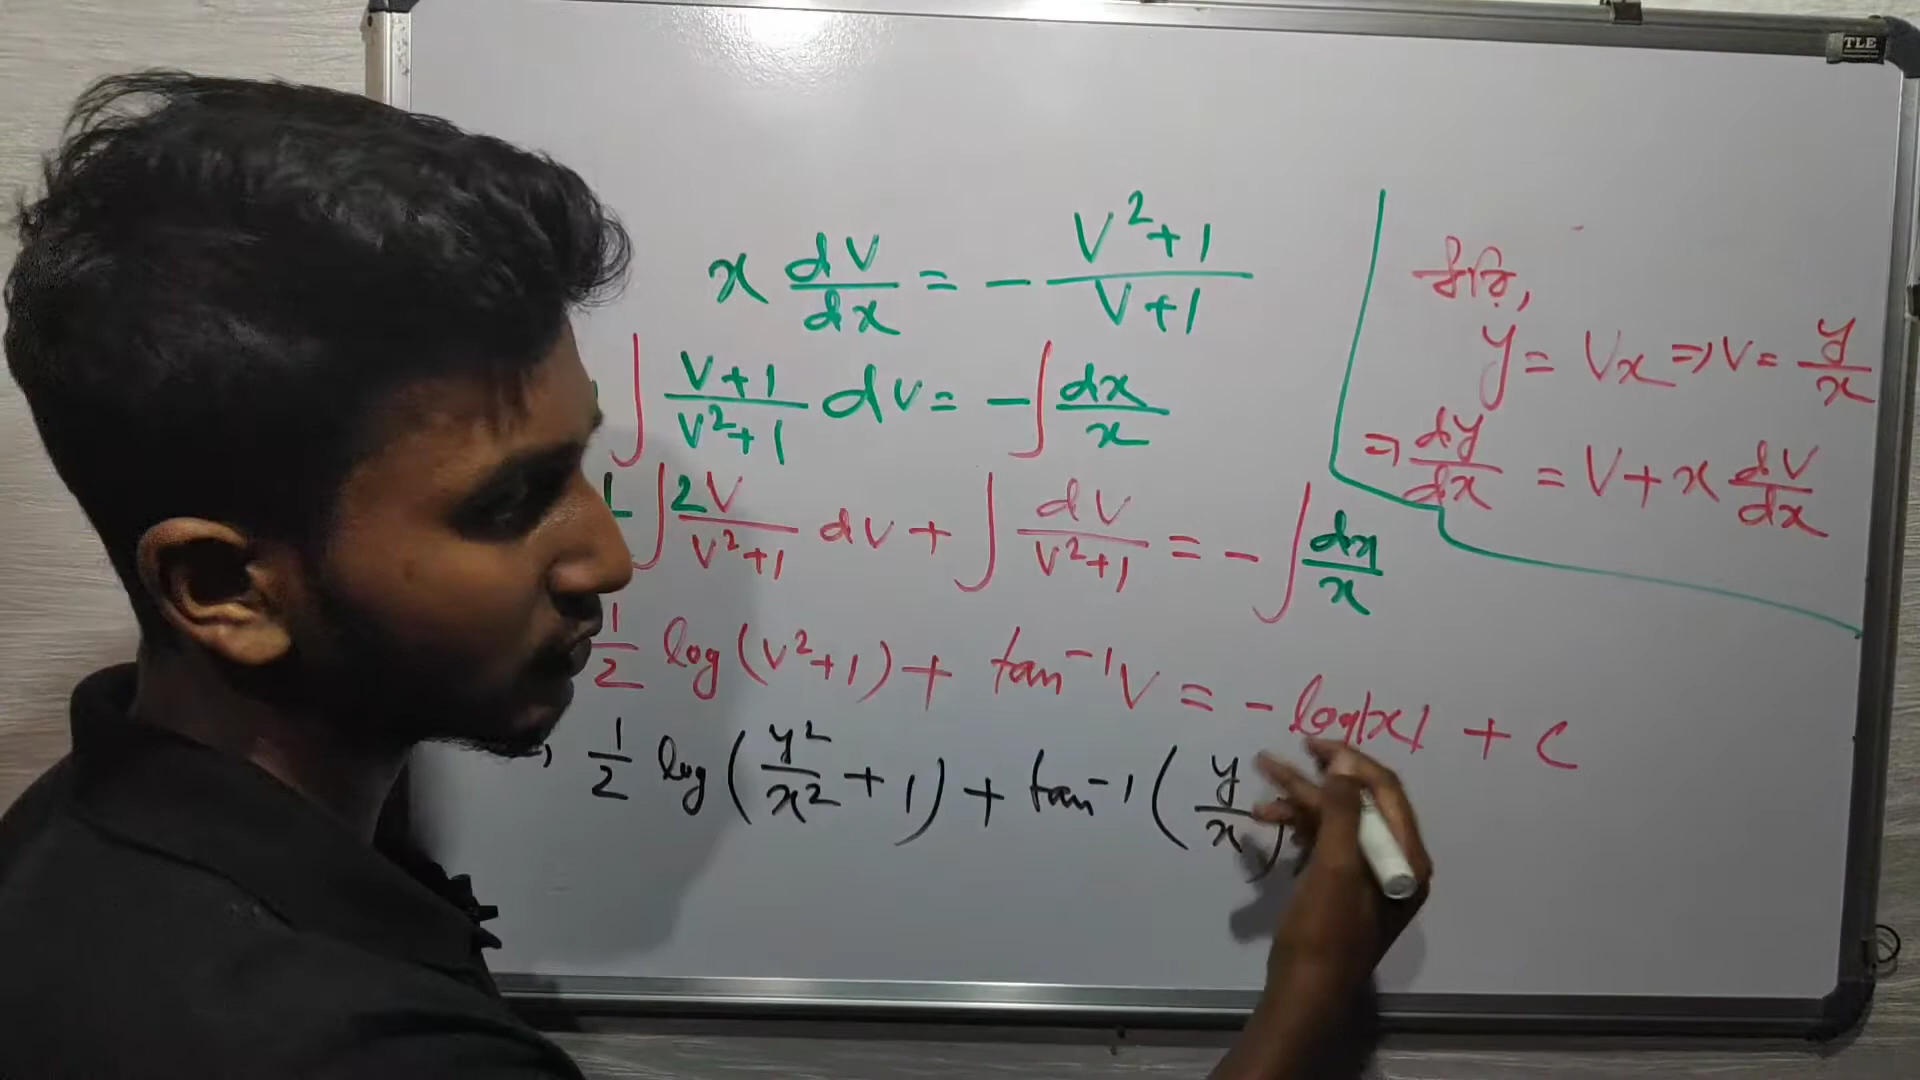 TLE
x dV/dx = - V²+1/V+1
∫ V+1/V²+1 dV = - ∫ dx/x
∫ 2V/V²+1 dV + ∫ dV/V²+1 = - ∫ dx/x
1/2 log (V²+1) + tan⁻¹V = - log|x| + C
⇒ 1/2 log (y²/x² + 1) + tan⁻¹ (y/x)
ধরি,
y = Vx ⇒ V = y/x
⇒ dy/dx = V + x dV/dx